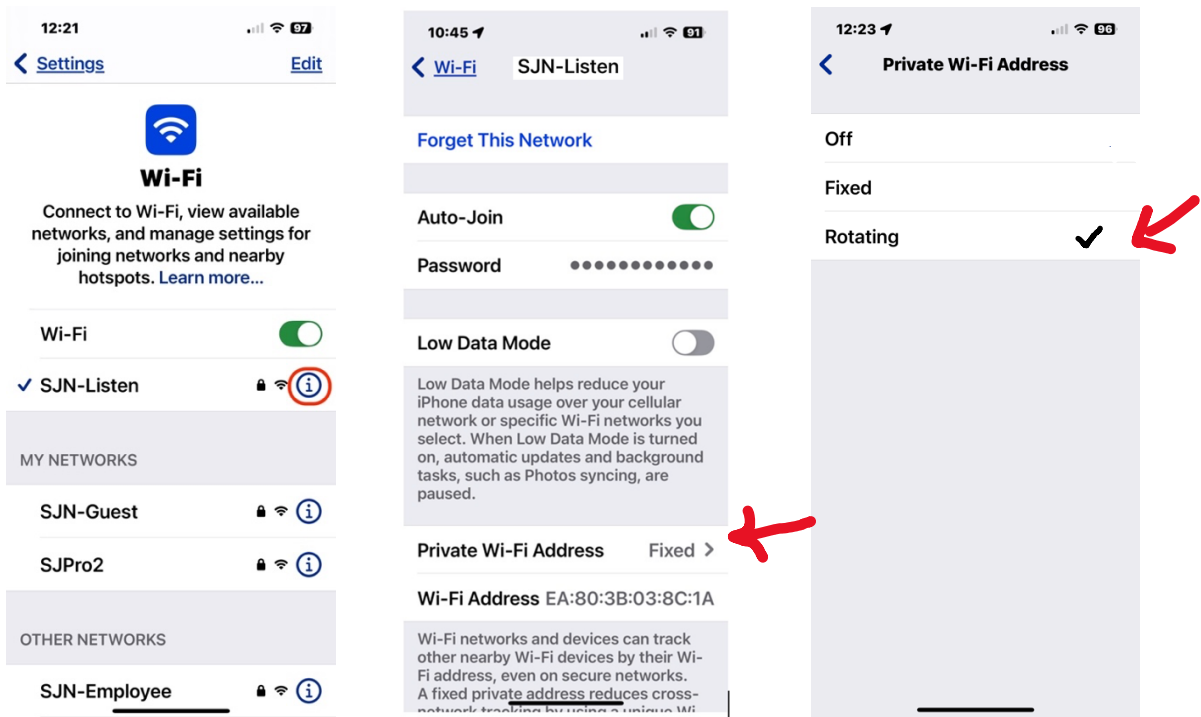 12:21 97
Settings Edit
Wi-Fi
Connect to Wi-Fi, view available
networks, and manage settings for
joining networks and nearby
hotspots. Learn more...
Wi-Fi
SJN-Listen
MY NETWORKS
SJN-Guest
SJPro2
OTHER NETWORKS
SJN-Employee
10:45 91
Wi-Fi SJN-Listen
Forget This Network
Auto-Join
Password ●●●●●●●●●●●●
Low Data Mode
Low Data Mode helps reduce your
iPhone data usage over your cellular
network or specific Wi-Fi networks you
select. When Low Data Mode is turned
on, automatic updates and background
tasks, such as Photos syncing, are
paused.
Private Wi-Fi Address Fixed
Wi-Fi Address EA:80:3B:03:8C:1A
Wi-Fi networks and devices can track
other nearby Wi-Fi devices by their Wi-
Fi address, even on secure networks.
A fixed private address reduces cross-
network tracking by using a unique Wi
12:23 96
Private Wi-Fi Address
Off
Fixed
Rotating